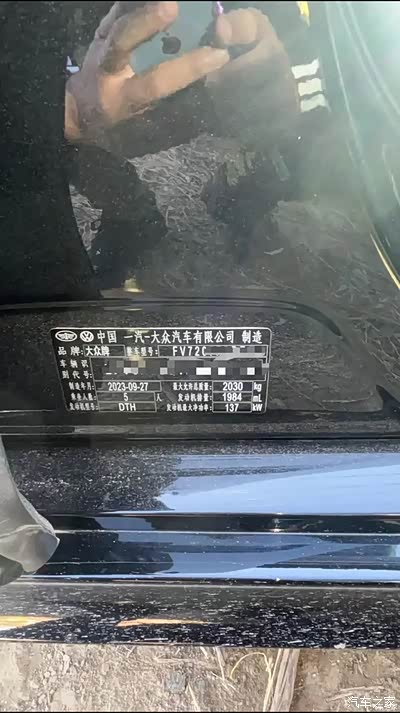 中国 一汽-大众汽车有限公司 制造
品牌: 大众牌 整车型号: FV72C
车辆识别代号:
制造年月: 2023-09-27 最大允许总质量: 2030 kg
乘坐人数: 5 人 发动机排量: 1984 mL
发动机型号: DTH 发动机最大净功率: 137 kW
汽车之家